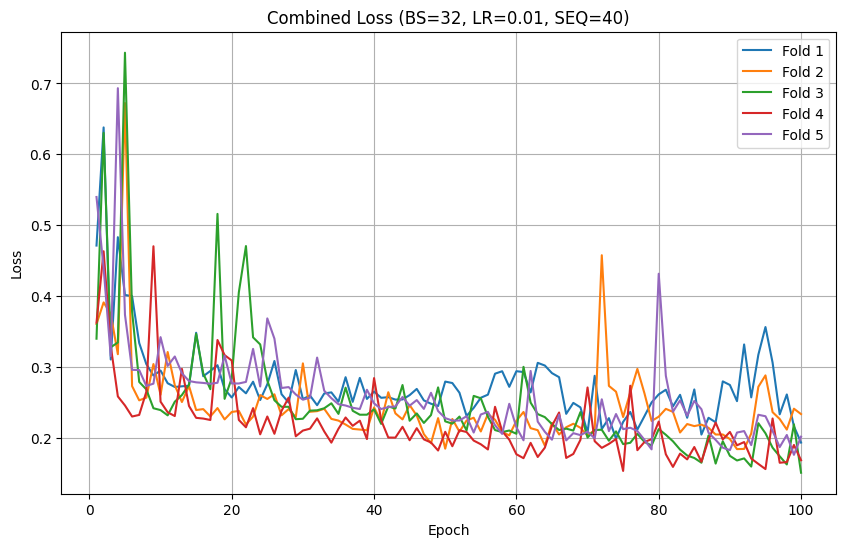 Combined Loss (BS=32, LR=0.01, SEQ=40)
Fold 1
Fold 2
Fold 3
Fold 4
Fold 5
Loss
0.7
0.6
0.5
0.4
0.3
0.2
0
20
40
60
80
100
Epoch